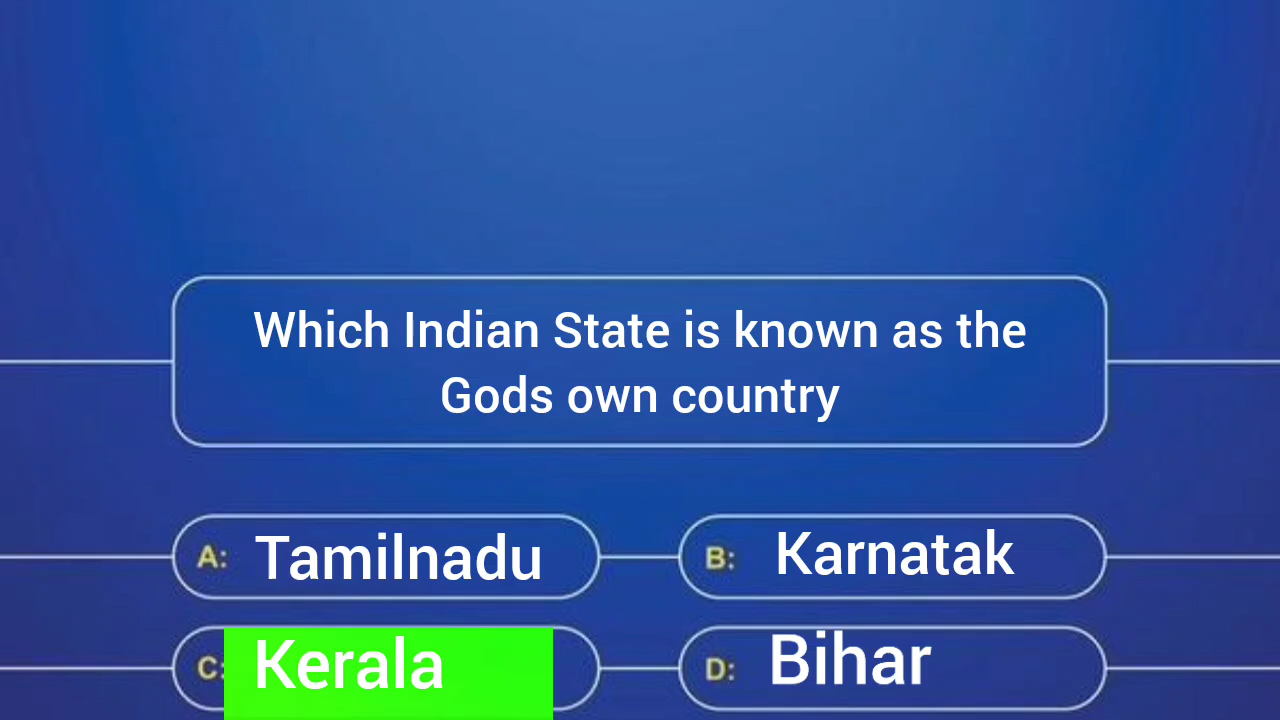 Which Indian State is known as the
Gods own country
A: Tamilnadu
B: Karnatak
C: Kerala
D: Bihar